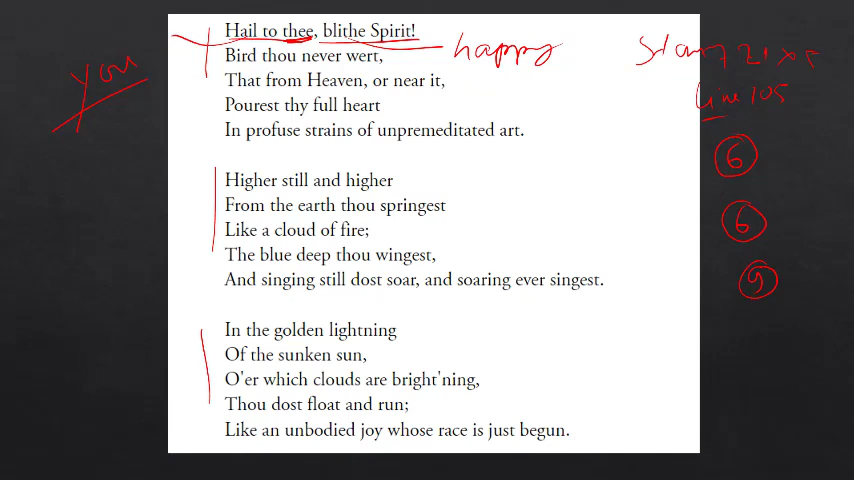 Hail to thee, blithe Spirit!
Bird thou never wert,
That from Heaven, or near it,
Pourest thy full heart
In profuse strains of unpremeditated art.
Higher still and higher
From the earth thou springest
Like a cloud of fire;
The blue deep thou wingest,
And singing still dost soar, and soaring ever singest.
In the golden lightning
Of the sunken sun,
O'er which clouds are bright'ning,
Thou dost float and run;
Like an unbodied joy whose race is just begun.
you
happy
21 x 5
Line 105
6
6
9